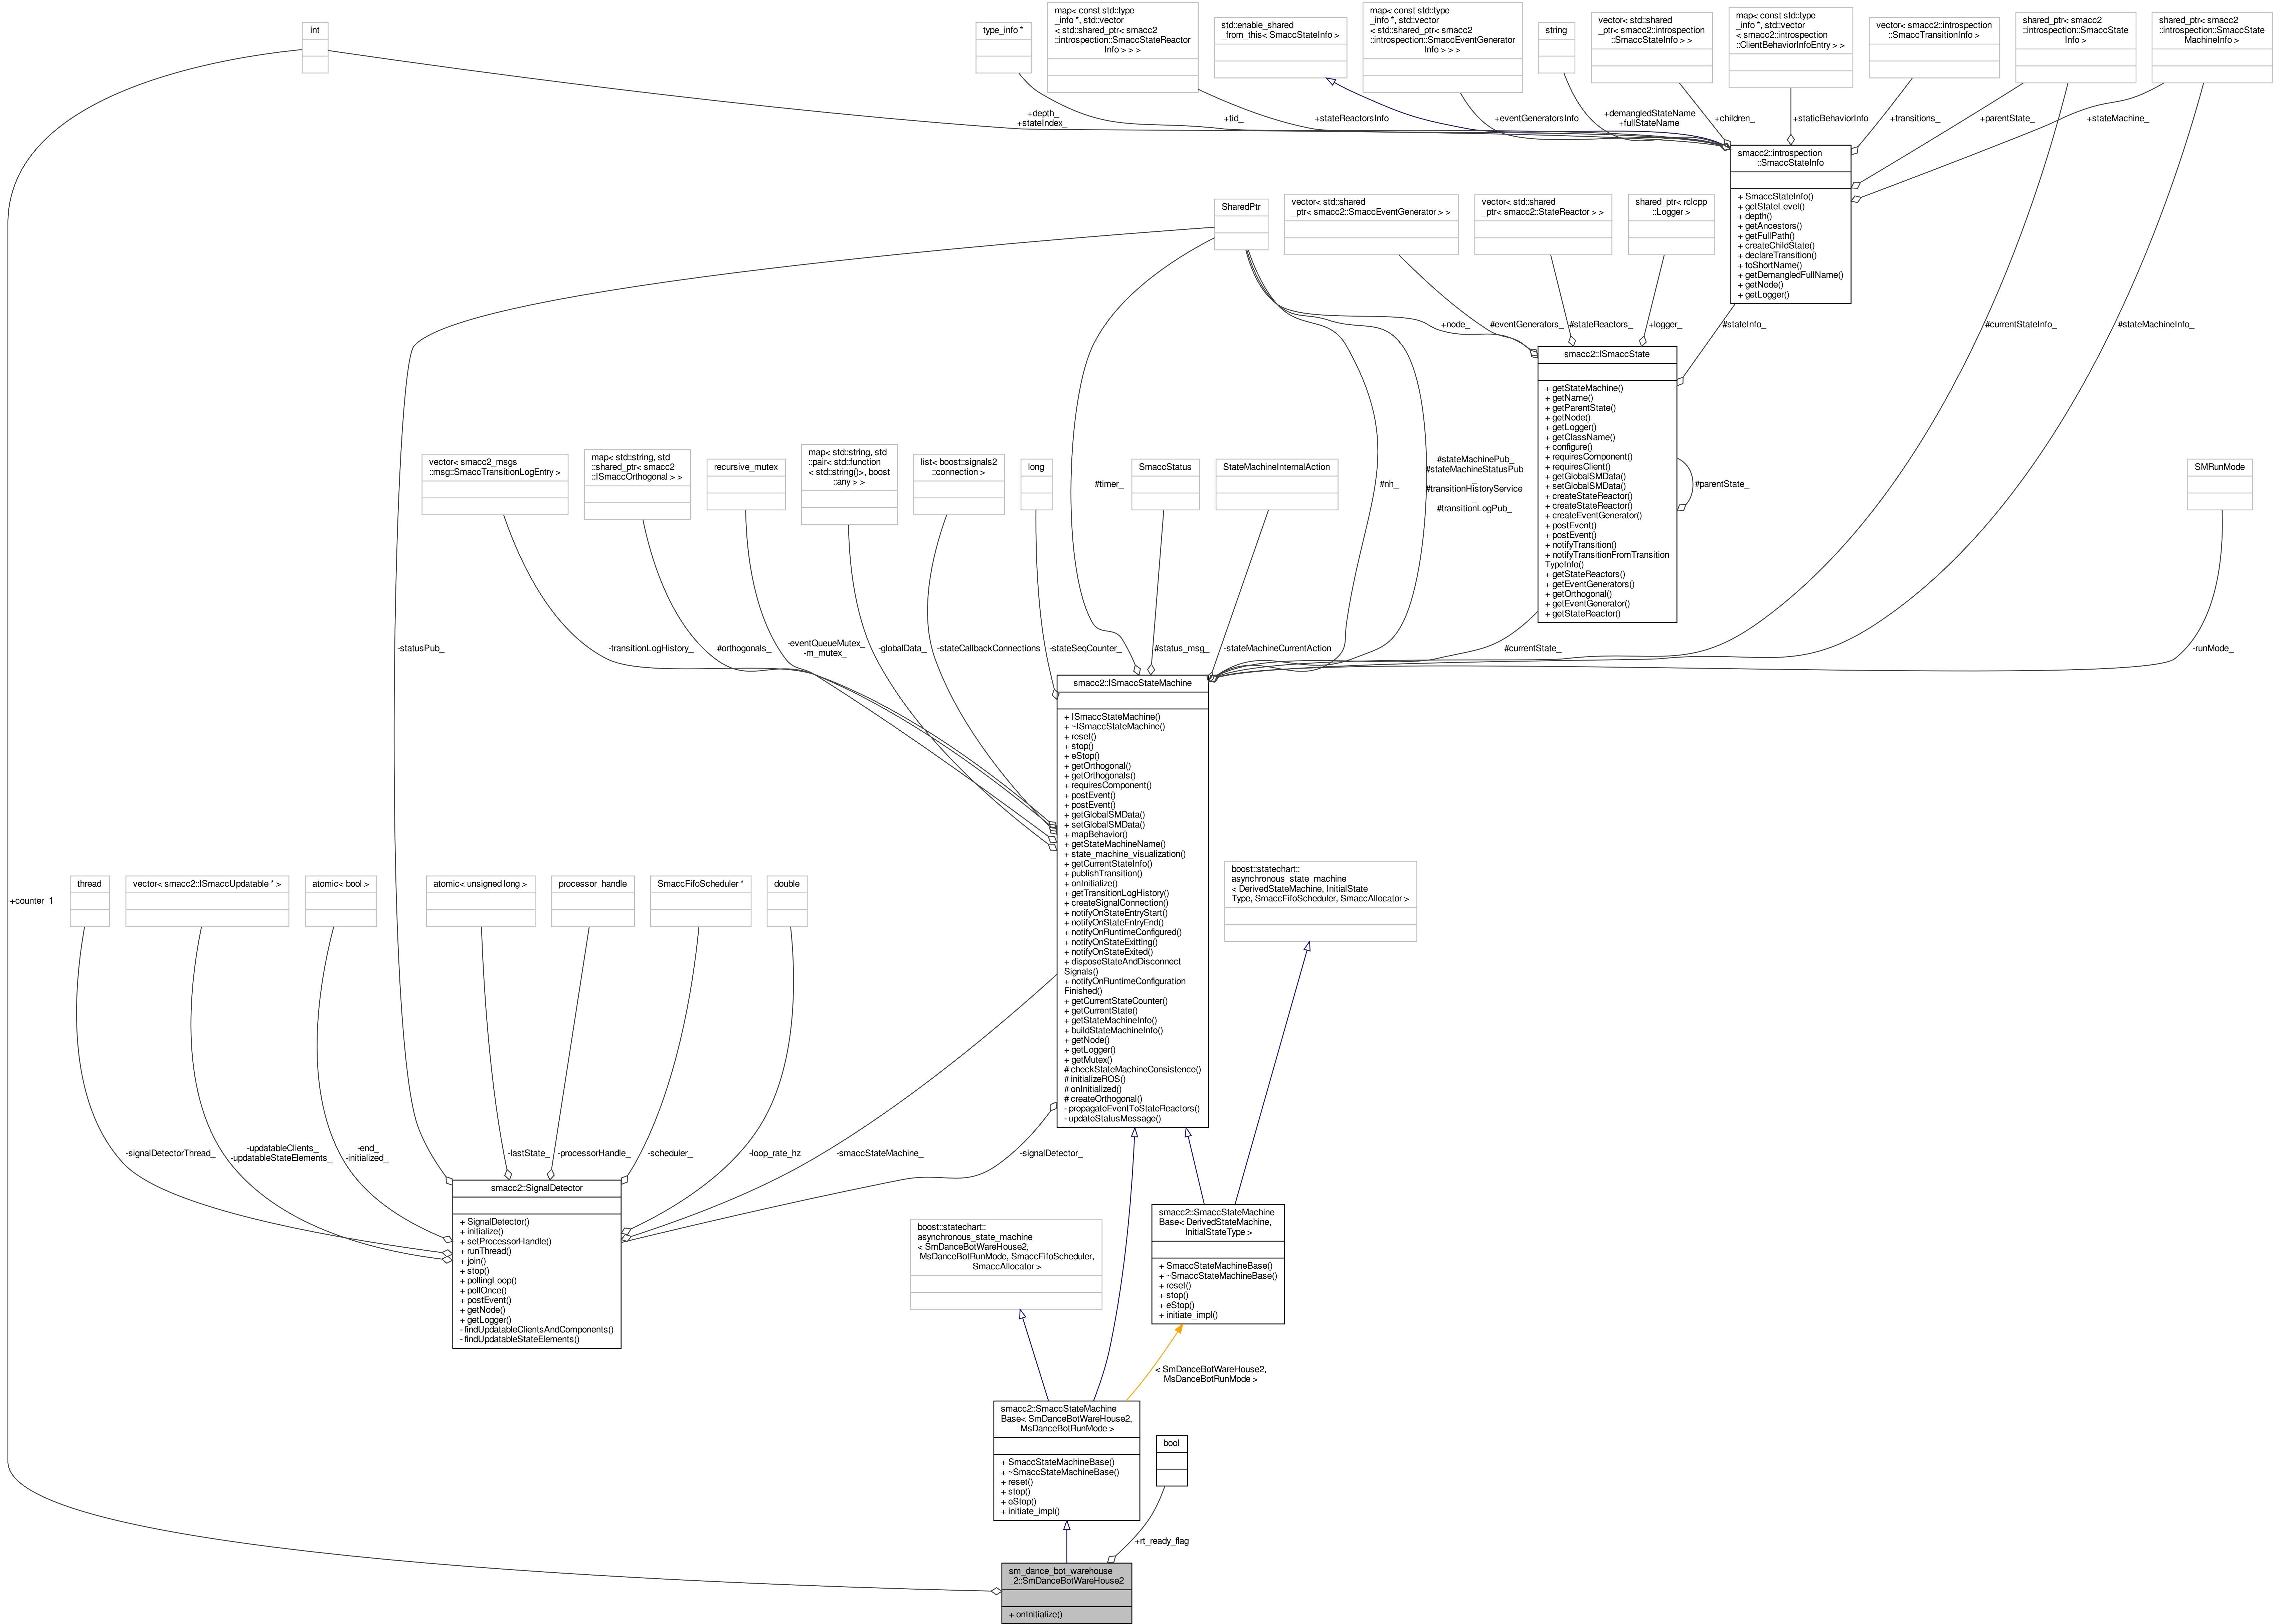 int
type_info *
map< const std::type
_info *, std::vector
< std::shared_ptr< smacc2
::introspection::SmaccStateReactor
Info > > >
std::enable_shared
_from_this< SmaccStateInfo >
map< const std::type
_info *, std::vector
< std::shared_ptr< smacc2
::introspection::SmaccEventGenerator
Info > > >
string
vector< std::shared
_ptr< smacc2::introspection
::SmaccStateInfo > >
map< const std::type
_info *, std::vector
< smacc2::introspection
::ClientBehaviorInfoEntry > >
vector< smacc2::introspection
::SmaccTransitionInfo >
shared_ptr< smacc2
::introspection::SmaccState
Info >
shared_ptr< smacc2
::introspection::SmaccState
MachineInfo >
+depth_
+stateIndex_
+tid_
+stateReactorsInfo
+eventGeneratorsInfo
+demangledStateName
+fullStateName
+children_
+staticBehaviorInfo
+transitions_
+parentState_
+stateMachine_
smacc2::introspection
::SmaccStateInfo
+ SmaccStateInfo()
+ getStateLevel()
+ depth()
+ getAncestors()
+ getFullPath()
+ createChildState()
+ declareTransition()
+ toShortName()
+ getDemangledFullName()
+ getNode()
+ getLogger()
SharedPtr
vector< std::shared
_ptr< smacc2::SmaccEventGenerator > >
vector< std::shared
_ptr< smacc2::StateReactor > >
shared_ptr< rclcpp
::Logger >
+node_
#eventGenerators_
#stateReactors_
+logger_
#stateInfo_
#currentStateInfo_
#stateMachineInfo_
smacc2::ISmaccState
+ getStateMachine()
+ getName()
+ getParentState()
+ getNode()
+ getLogger()
+ getClassName()
+ configure()
+ requiresComponent()
+ requiresClient()
+ getGlobalSMData()
+ setGlobalSMData()
+ createStateReactor()
+ createStateReactor()
+ createEventGenerator()
+ postEvent()
+ postEvent()
+ notifyTransition()
+ notifyTransitionFromTransition
TypeInfo()
+ getStateReactors()
+ getEventGenerators()
+ getOrthogonal()
+ getEventGenerator()
+ getStateReactor()
#parentState_
vector< smacc2_msgs
::msg::SmaccTransitionLogEntry >
map< std::string, std
::shared_ptr< smacc2
::ISmaccOrthogonal > >
recursive_mutex
map< std::string, std
::pair< std::function
< std::string()>, boost
::any > >
list< boost::signals2
::connection >
long
#timer_
SmaccStatus
StateMachineInternalAction
#nh_
#stateMachinePub_
#stateMachineStatusPub
_
#transitionHistoryService
_
#transitionLogPub_
SMRunMode
-statusPub_
-transitionLogHistory_
#orthogonals_
-eventQueueMutex_
-m_mutex_
-globalData_
-stateCallbackConnections
-stateSeqCounter_
#status_msg_
-stateMachineCurrentAction
#currentState_
-runMode_
smacc2::ISmaccStateMachine
+ ISmaccStateMachine()
+ ~ISmaccStateMachine()
+ reset()
+ stop()
+ eStop()
+ getOrthogonal()
+ getOrthogonals()
+ requiresComponent()
+ postEvent()
+ postEvent()
+ getGlobalSMData()
+ setGlobalSMData()
+ mapBehavior()
+ getStateMachineName()
+ state_machine_visualization()
+ getCurrentStateInfo()
+ publishTransition()
+ onInitialize()
+ getTransitionLogHistory()
+ createSignalConnection()
+ notifyOnStateEntryStart()
+ notifyOnStateEntryEnd()
+ notifyOnRuntimeConfigured()
+ notifyOnStateExitting()
+ notifyOnStateExited()
+ disposeStateAndDisconnect
Signals()
+ notifyOnRuntimeConfiguration
Finished()
+ getCurrentStateCounter()
+ getCurrentState()
+ getStateMachineInfo()
+ buildStateMachineInfo()
+ getNode()
+ getLogger()
+ getMutex()
# checkStateMachineConsistence()
# initializeROS()
# onInitialized()
# createOrthogonal()
- propagateEventToStateReactors()
- updateStatusMessage()
+counter_1
thread
vector< smacc2::ISmaccUpdatable * >
atomic< bool >
atomic< unsigned long >
processor_handle
SmaccFifoScheduler *
double
boost::statechart::
asynchronous_state_machine
< DerivedStateMachine, InitialState
Type, SmaccFifoScheduler, SmaccAllocator >
-signalDetectorThread_
-updatableClients_
-updatableStateElements_
-end_
-initialized_
-lastState_
-processorHandle_
-scheduler_
-loop_rate_hz
-smaccStateMachine_
-signalDetector_
smacc2::SignalDetector
+ SignalDetector()
+ initialize()
+ setProcessorHandle()
+ runThread()
+ join()
+ stop()
+ pollingLoop()
+ pollOnce()
+ postEvent()
+ getNode()
+ getLogger()
- findUpdatableClientsAndComponents()
- findUpdatableStateElements()
boost::statechart::
asynchronous_state_machine
< SmDanceBotWareHouse2,
MsDanceBotRunMode, SmaccFifoScheduler,
SmaccAllocator >
smacc2::SmaccStateMachine
Base< DerivedStateMachine,
InitialStateType >
+ SmaccStateMachineBase()
+ ~SmaccStateMachineBase()
+ reset()
+ stop()
+ eStop()
+ initiate_impl()
< SmDanceBotWareHouse2,
MsDanceBotRunMode >
smacc2::SmaccStateMachine
Base< SmDanceBotWareHouse2,
MsDanceBotRunMode >
+ SmaccStateMachineBase()
+ ~SmaccStateMachineBase()
+ reset()
+ stop()
+ eStop()
+ initiate_impl()
bool
+rt_ready_flag
sm_dance_bot_warehouse
_2::SmDanceBotWareHouse2
+ onInitialize()